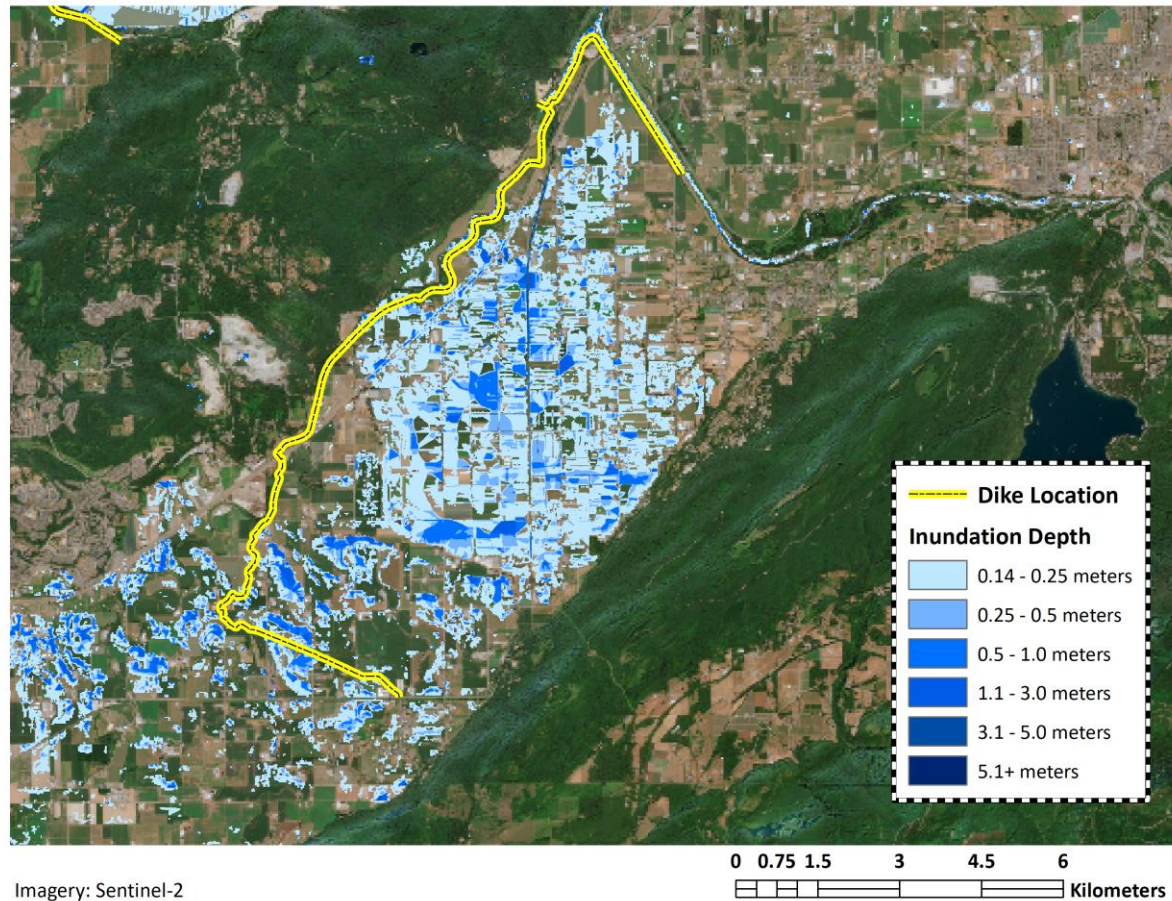 Dike Location
Inundation Depth
0.14 - 0.25 meters
0.25 - 0.5 meters
0.5 - 1.0 meters
1.1 - 3.0 meters
3.1 - 5.0 meters
5.1+ meters
0 0.75 1.5 3 4.5 6
Kilometers
Imagery: Sentinel-2